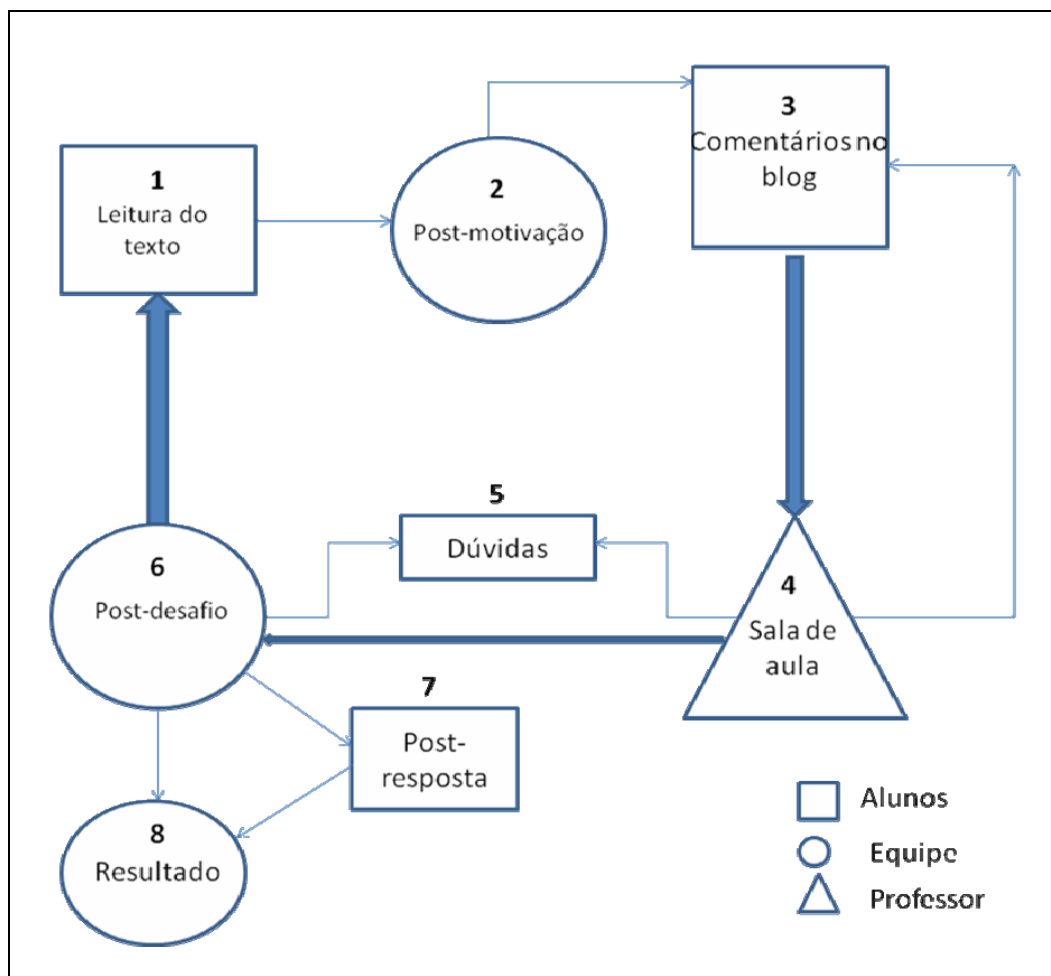 1
Leitura do
texto
2
Post-motivação
3
Comentários no
blog
4
Sala de
aula
5
Dúvidas
6
Post-desafio
7
Post-
resposta
8
Resultado
Alunos
Equipe
Professor